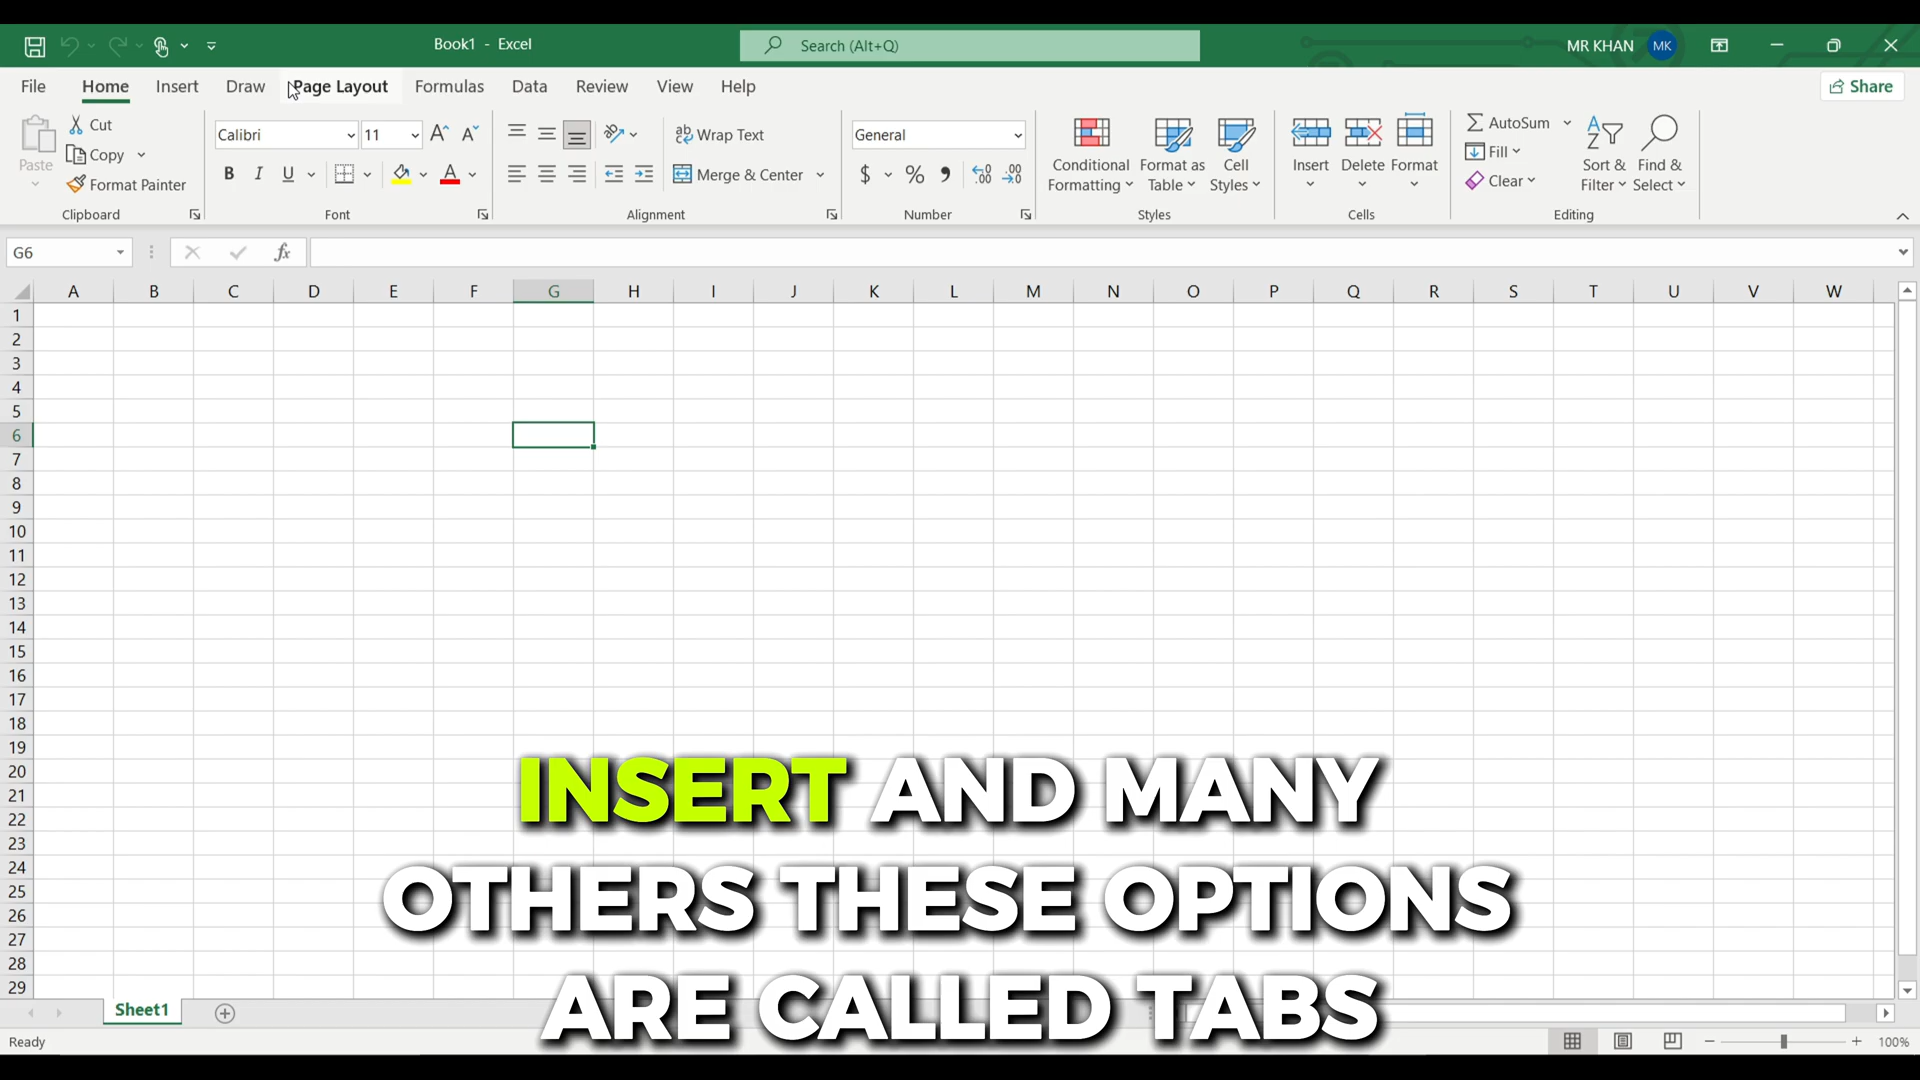 Book1 - Excel
Search (Alt+Q)
MR KHAN MK
File Home Insert Draw Page Layout Formulas Data Review View Help
Share
Paste
Cut
Copy
Format Painter
Clipboard
Calibri 11
B I U A
Font
Wrap Text
Merge & Center
Alignment
General
$ % ,
Number
Conditional Formatting
Format as Table
Cell Styles
Styles
Insert Delete Format
Cells
AutoSum
Fill
Clear
Sort & Filter
Find & Select
Editing
G6
fx
A B C D E F G H I J K L M N O P Q R S T U V W
1
2
3
4
5
6
7
8
9
10
11
12
13
14
15
16
17
18
19
20
21
22
23
24
25
26
27
28
29
INSERT AND MANY
OTHERS THESE OPTIONS
ARE CALLED TABS
Sheet1
Ready
100%